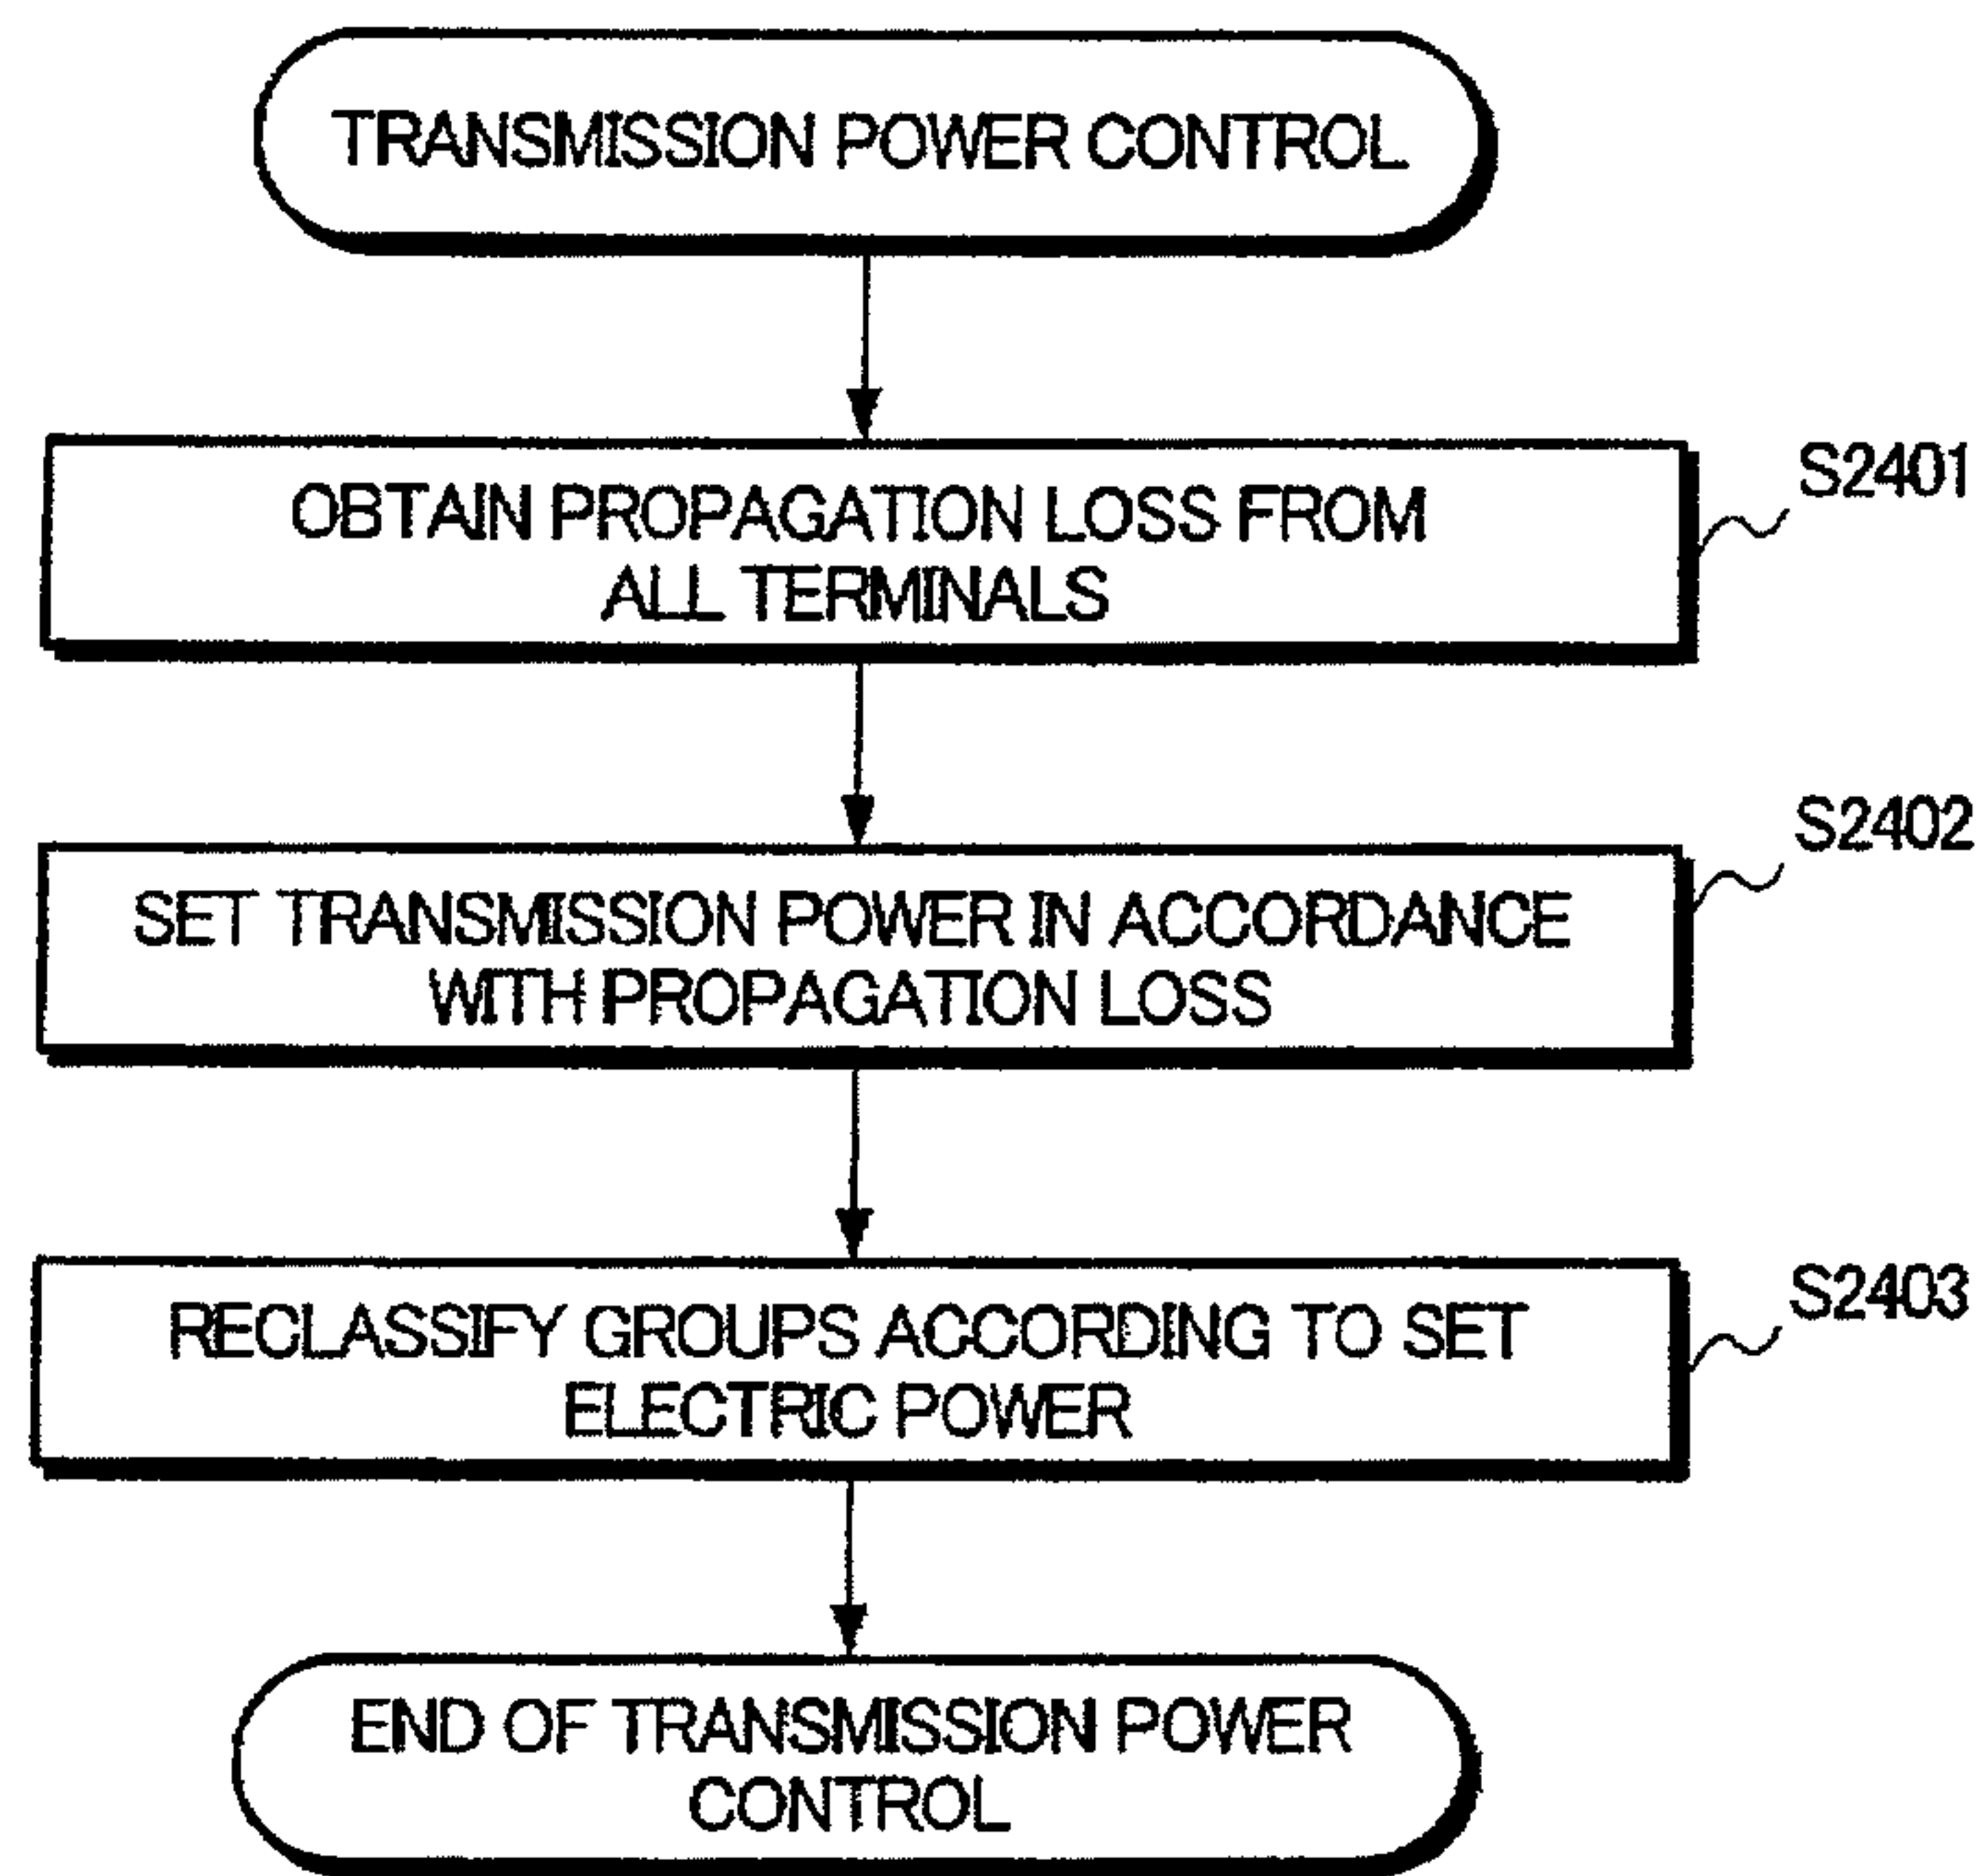 TRANSMISSION POWER CONTROL
OBTAIN PROPAGATION LOSS FROM
ALL TERMINALS
S2401
SET TRANSMISSION POWER IN ACCORDANCE
WITH PROPAGATION LOSS
S2402
RECLASSIFY GROUPS ACCORDING TO SET
ELECTRIC POWER
S2403
END OF TRANSMISSION POWER
CONTROL